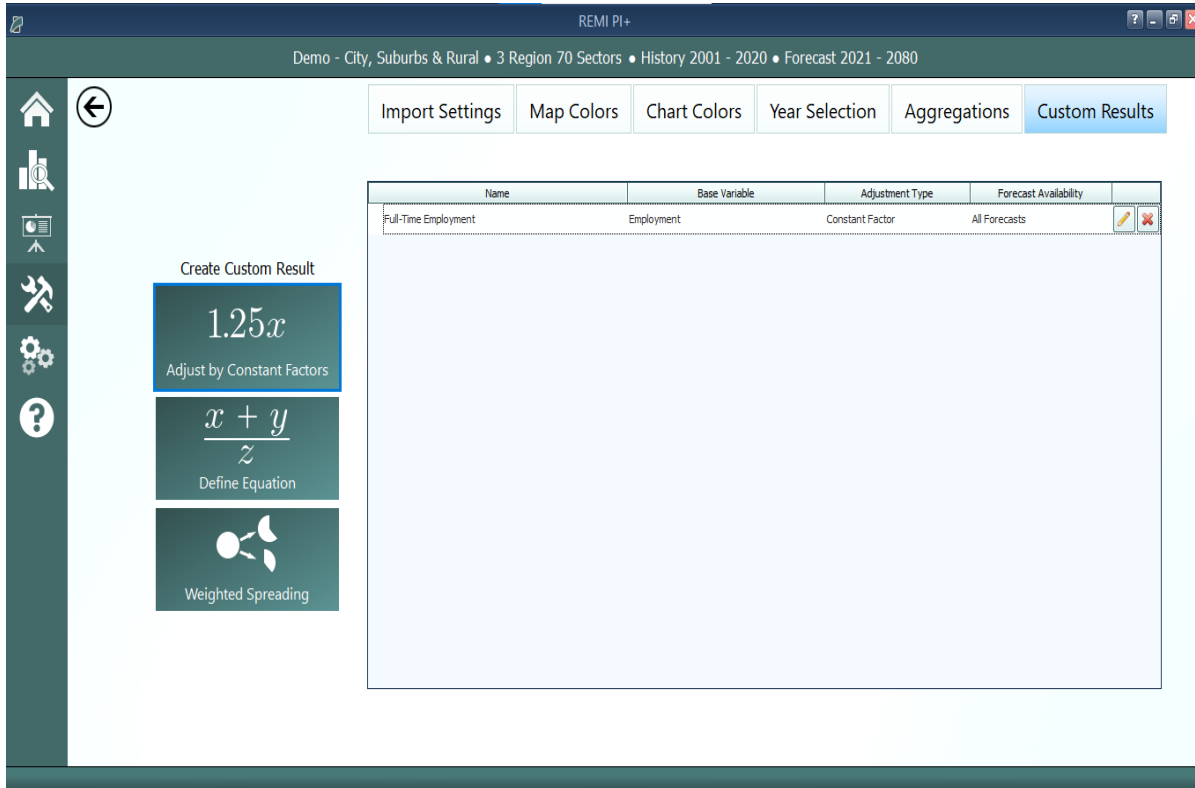 REMI PI+
Demo - City, Suburbs & Rural ● 3 Region 70 Sectors ● History 2001 - 2020 ● Forecast 2021 - 2080
Import Settings Map Colors Chart Colors Year Selection Aggregations Custom Results
Name Base Variable Adjustment Type Forecast Availability
Full-Time Employment Employment Constant Factor All Forecasts
Create Custom Result
1.25x
Adjust by Constant Factors
x + y
z
Define Equation
Weighted Spreading